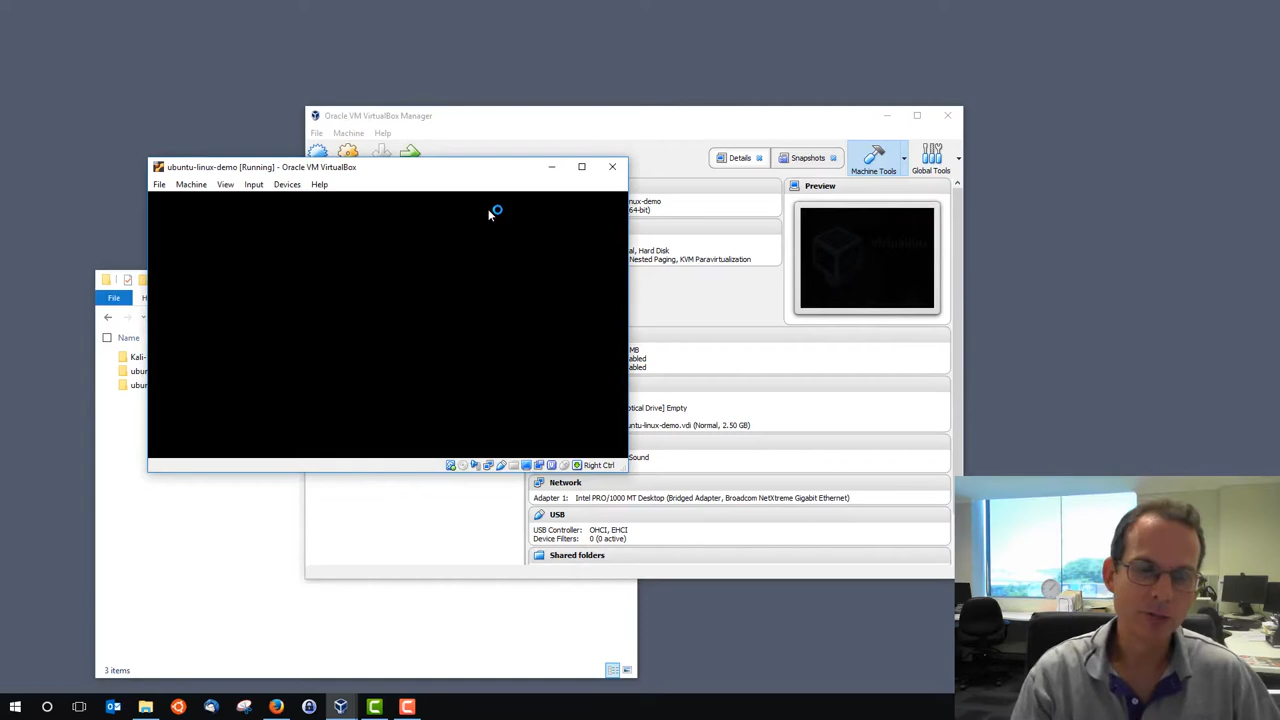 Oracle VM VirtualBox Manager
File Machine Help
Details Snapshots Machine Tools Global Tools
ubuntu-linux-demo [Running] - Oracle VM VirtualBox
File Machine View Input Devices Help
Preview
nux-demo
64-bit)
al, Hard Disk
Nested Paging, KVM Paravirtualization
virtualbox
File H
Name
Kali-
ubu
ubu
MB
abled
abled
ptical Drive] Empty
untu-linux-demo.vdi (Normal, 2.50 GB)
Sound
Right Ctrl
Network
Adapter 1: Intel PRO/1000 MT Desktop (Bridged Adapter, Broadcom NetXtreme Gigabit Ethernet)
USB
USB Controller: OHCI, EHCI
Device Filters: 0 (0 active)
Shared folders
3 items